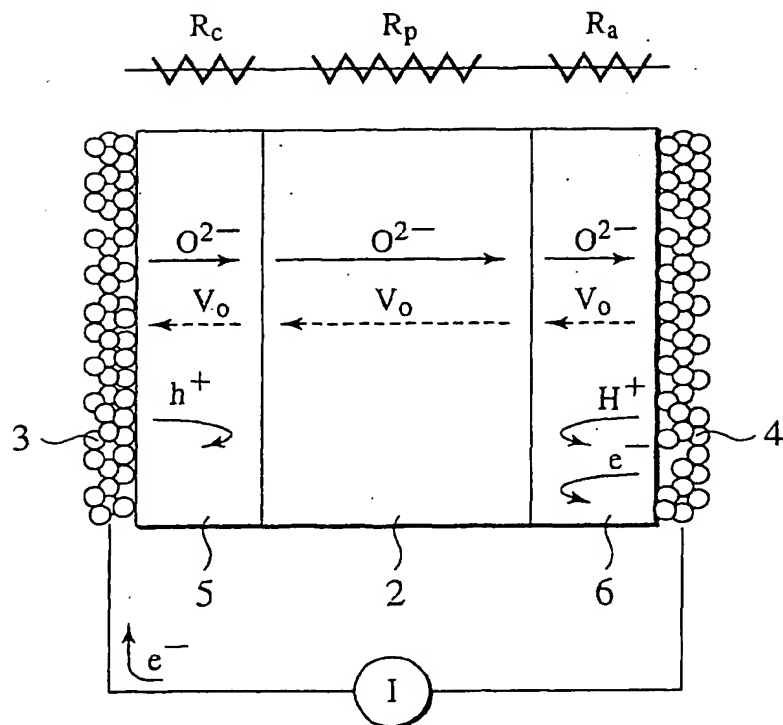 Rc Rp Ra
O²⁻ O²⁻ O²⁻
Vo Vo Vo
h⁺ H⁺
3 4
e⁻
5 2 6
e⁻
I